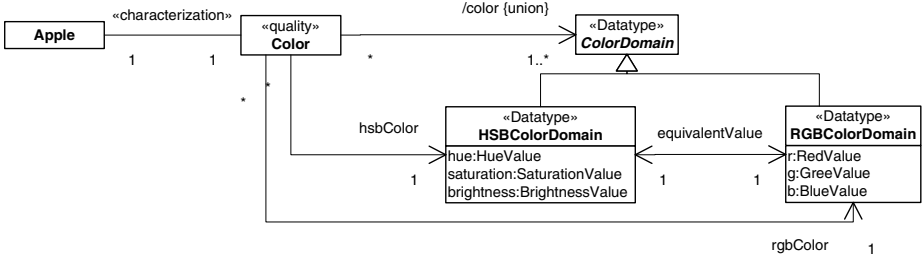 /color {union}
«characterization»
Apple
1
1
«quality»
Color
*
1..*
«Datatype»
ColorDomain
*
*
hsbColor
1
«Datatype»
HSBColorDomain
hue:HueValue
saturation:SaturationValue
brightness:BrightnessValue
equivalentValue
1
1
«Datatype»
RGBColorDomain
r:RedValue
g:GreeValue
b:BlueValue
rgbColor
1